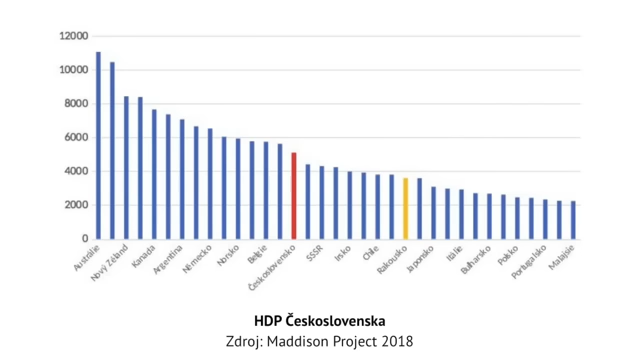 12000
10000
8000
6000
4000
2000
0
Austrálie
Nový Zéland
Kanada
Argentina
Německo
Norsko
Belgie
Československo
SSSR
Irsko
Chile
Rakousko
Japonsko
Itálie
Bulharsko
Polsko
Portugalsko
Malajsie
HDP Československa
Zdroj: Maddison Project 2018